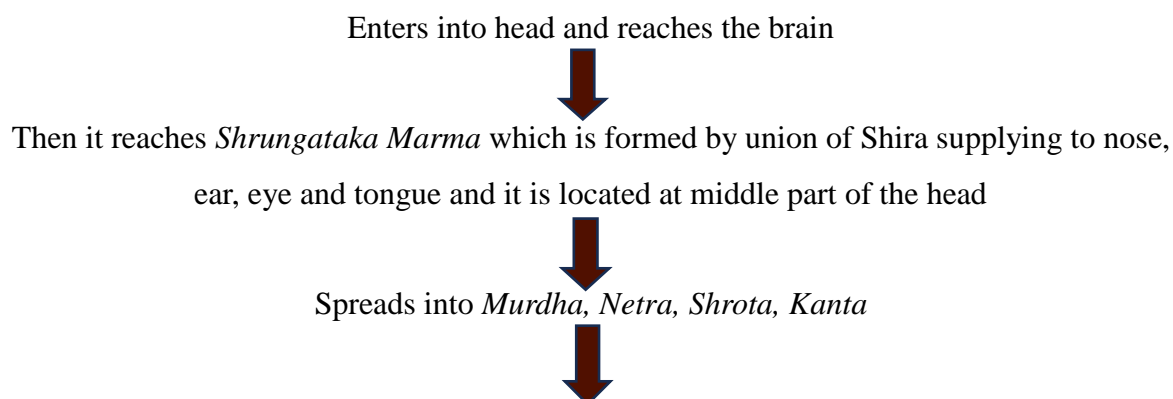 Enters into head and reaches the brain
Then it reaches Shrungataka Marma which is formed by union of Shira supplying to nose,
ear, eye and tongue and it is located at middle part of the head
Spreads into Murdha, Netra, Shrota, Kanta